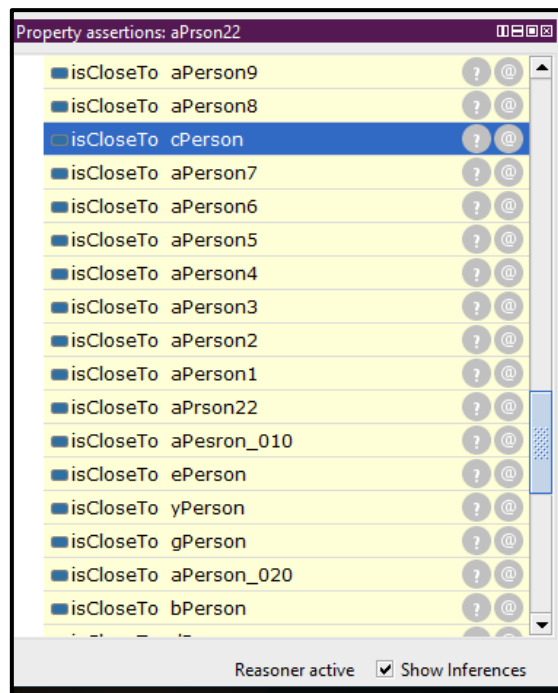 Property assertions: aPrson22
isCloseTo aPerson9
isCloseTo aPerson8
isCloseTo cPerson
isCloseTo aPerson7
isCloseTo aPerson6
isCloseTo aPerson5
isCloseTo aPerson4
isCloseTo aPerson3
isCloseTo aPerson2
isCloseTo aPerson1
isCloseTo aPrson22
isCloseTo aPesron_010
isCloseTo ePerson
isCloseTo yPerson
isCloseTo gPerson
isCloseTo aPerson_020
isCloseTo bPerson
Reasoner active Show Inferences